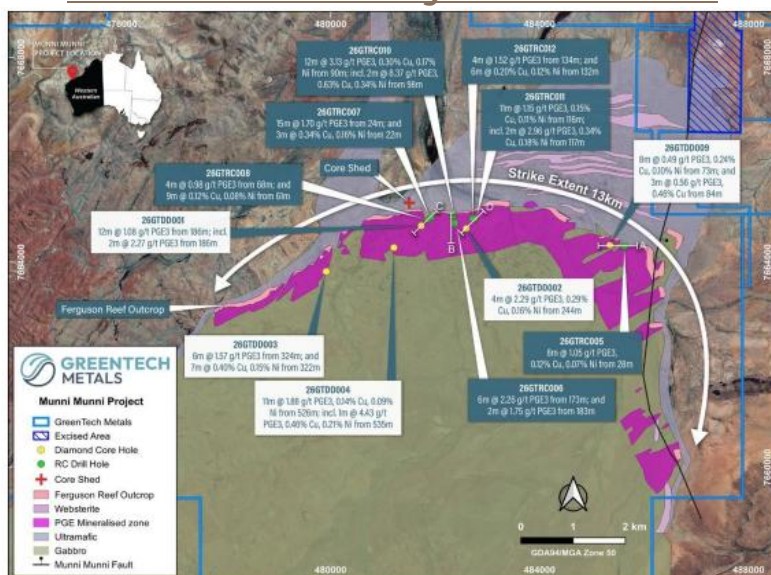 476000
480000
484000
488000
7668000
7668000
MUNNI MUNNI
PROJECT LOCATION
Western
Australian
26GTRC010
12m @ 3.13 g/t PGE3, 0.30% Cu, 0.17%
Ni from 90m; incl. 2m @ 8.37 g/t PGE3,
0.63% Cu, 0.34% Ni from 96m
26GTRC012
4m @ 1.52 g/t PGE3 from 134m; and
6m @ 0.20% Cu, 0.12% Ni from 132m
26GTRC007
15m @ 1.70 g/t PGE3 from 24m; and
3m @ 0.34% Cu, 0.16% Ni from 22m
26GTRC011
11m @ 1.15 g/t PGE3, 0.15%
Cu, 0.11% Ni from 116m;
incl. 2m @ 2.96 g/t PGE3, 0.34%
Cu, 0.18% Ni from 117m
26GTDD009
8m @ 0.49 g/t PGE3, 0.24%
Cu, 0.10% Ni from 73m; and
3m @ 0.56 g/t PGE3,
0.46% Cu from 84m
26GTRC008
4m @ 0.98 g/t PGE3 from 68m; and
9m @ 0.12% Cu, 0.08% Ni from 61m
Core Shed
Strike Extent 13km
26GTDD001
12m @ 1.08 g/t PGE3 from 186m; incl.
2m @ 2.27 g/t PGE3 from 186m
C
D
B
A
7664000
7664000
26GTDD002
4m @ 2.29 g/t PGE3, 0.29%
Cu, 0.16% Ni from 244m
Ferguson Reef Outcrop
26GTDD003
6m @ 1.57 g/t PGE3 from 324m; and
7m @ 0.40% Cu, 0.15% Ni from 322m
26GTRC005
6m @ 1.05 g/t PGE3,
0.12% Cu, 0.07% Ni from 28m
26GTDD004
11m @ 1.88 g/t PGE3, 0.14% Cu, 0.09%
Ni from 526m; incl. 1m @ 4.43 g/t
PGE3, 0.46% Cu, 0.21% Ni from 535m
26GTRC006
6m @ 2.26 g/t PGE3 from 173m; and
2m @ 1.75 g/t PGE3 from 183m
GREENTECH
METALS
Munni Munni Project
GreenTech Metals
Excised Area
Diamond Core Hole
RC Drill Hole
Core Shed
Ferguson Reef Outcrop
Websterite
PGE Mineralised zone
Ultramafic
Gabbro
Munni Munni Fault
0 1 2 km
GDA94/MGA Zone 50
480000
484000
488000